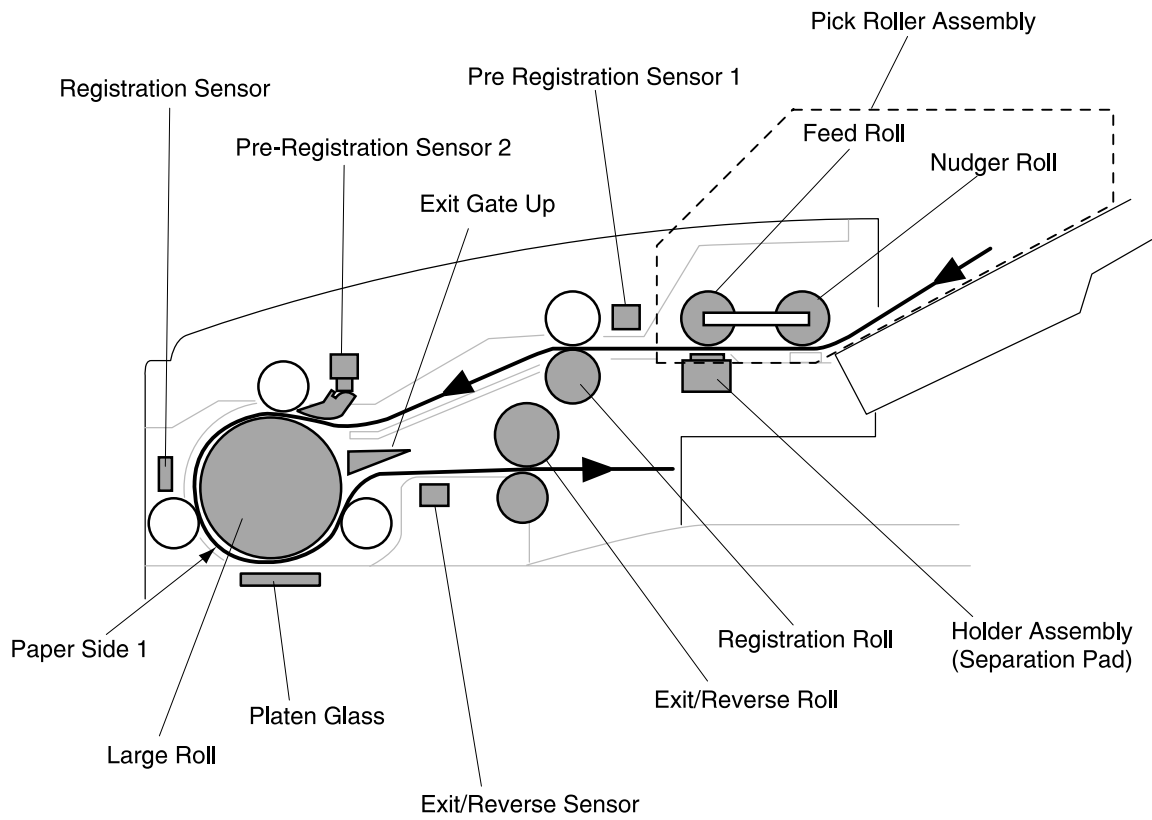 Pick Roller Assembly
Feed Roll
Nudger Roll
Pre Registration Sensor 1
Registration Sensor
Pre-Registration Sensor 2
Exit Gate Up
Paper Side 1
Large Roll
Platen Glass
Exit/Reverse Sensor
Exit/Reverse Roll
Registration Roll
Holder Assembly
(Separation Pad)